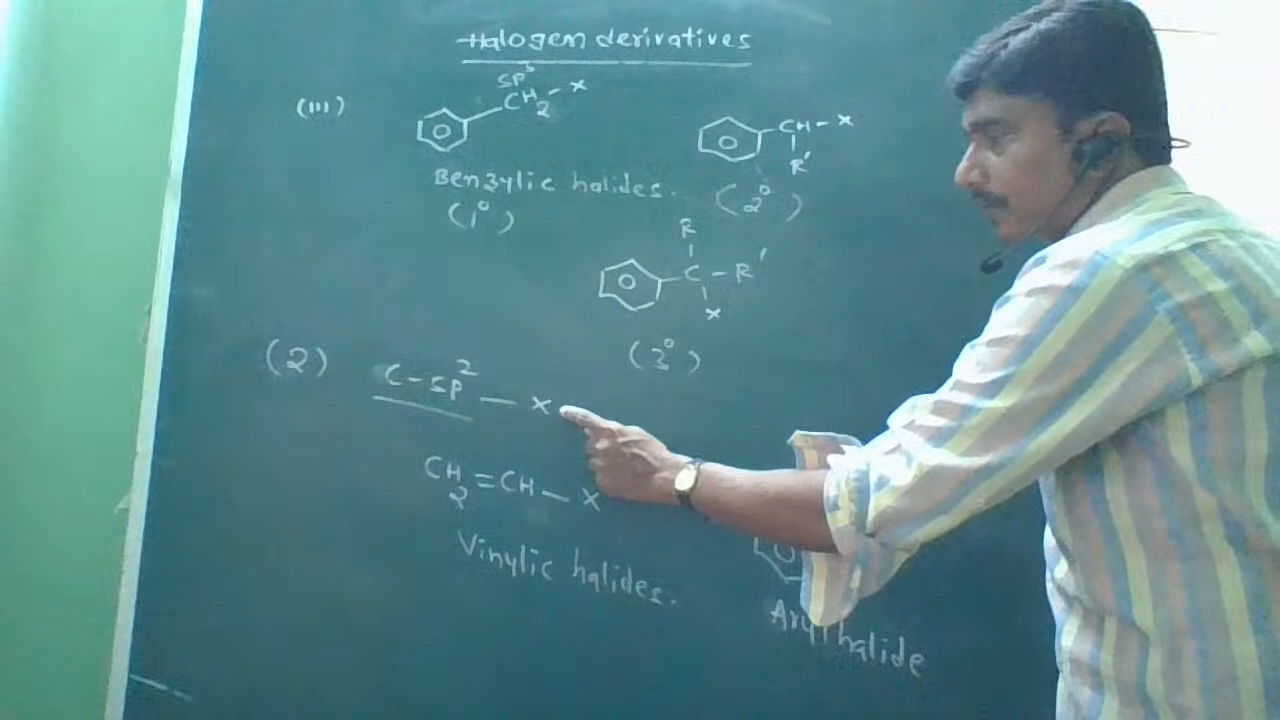 Halogen derivatives
(III) SP³
CH₂ - X
CH - X
R'
Benzylic halides.
(1°)
(2°)
R
C - R'
X
(3°)
(2) C-SP² — X
CH₂ = CH — X
Vinylic halides.
Aryl halide